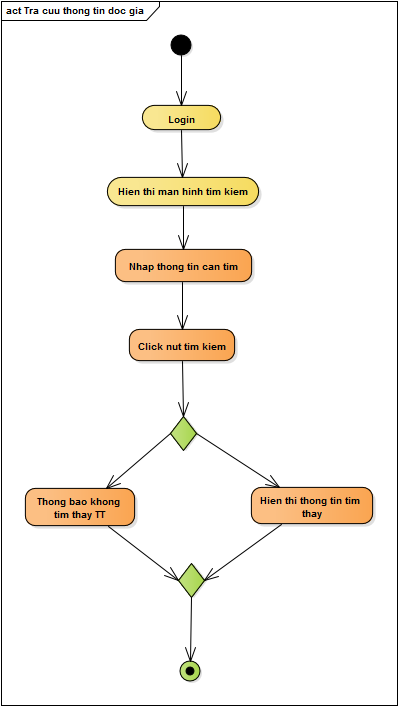 act Tra cuu thong tin doc gia
Login
Hien thi man hinh tim kiem
Nhap thong tin can tim
Click nut tim kiem
Thong bao khong
tim thay TT
Hien thi thong tin tim
thay